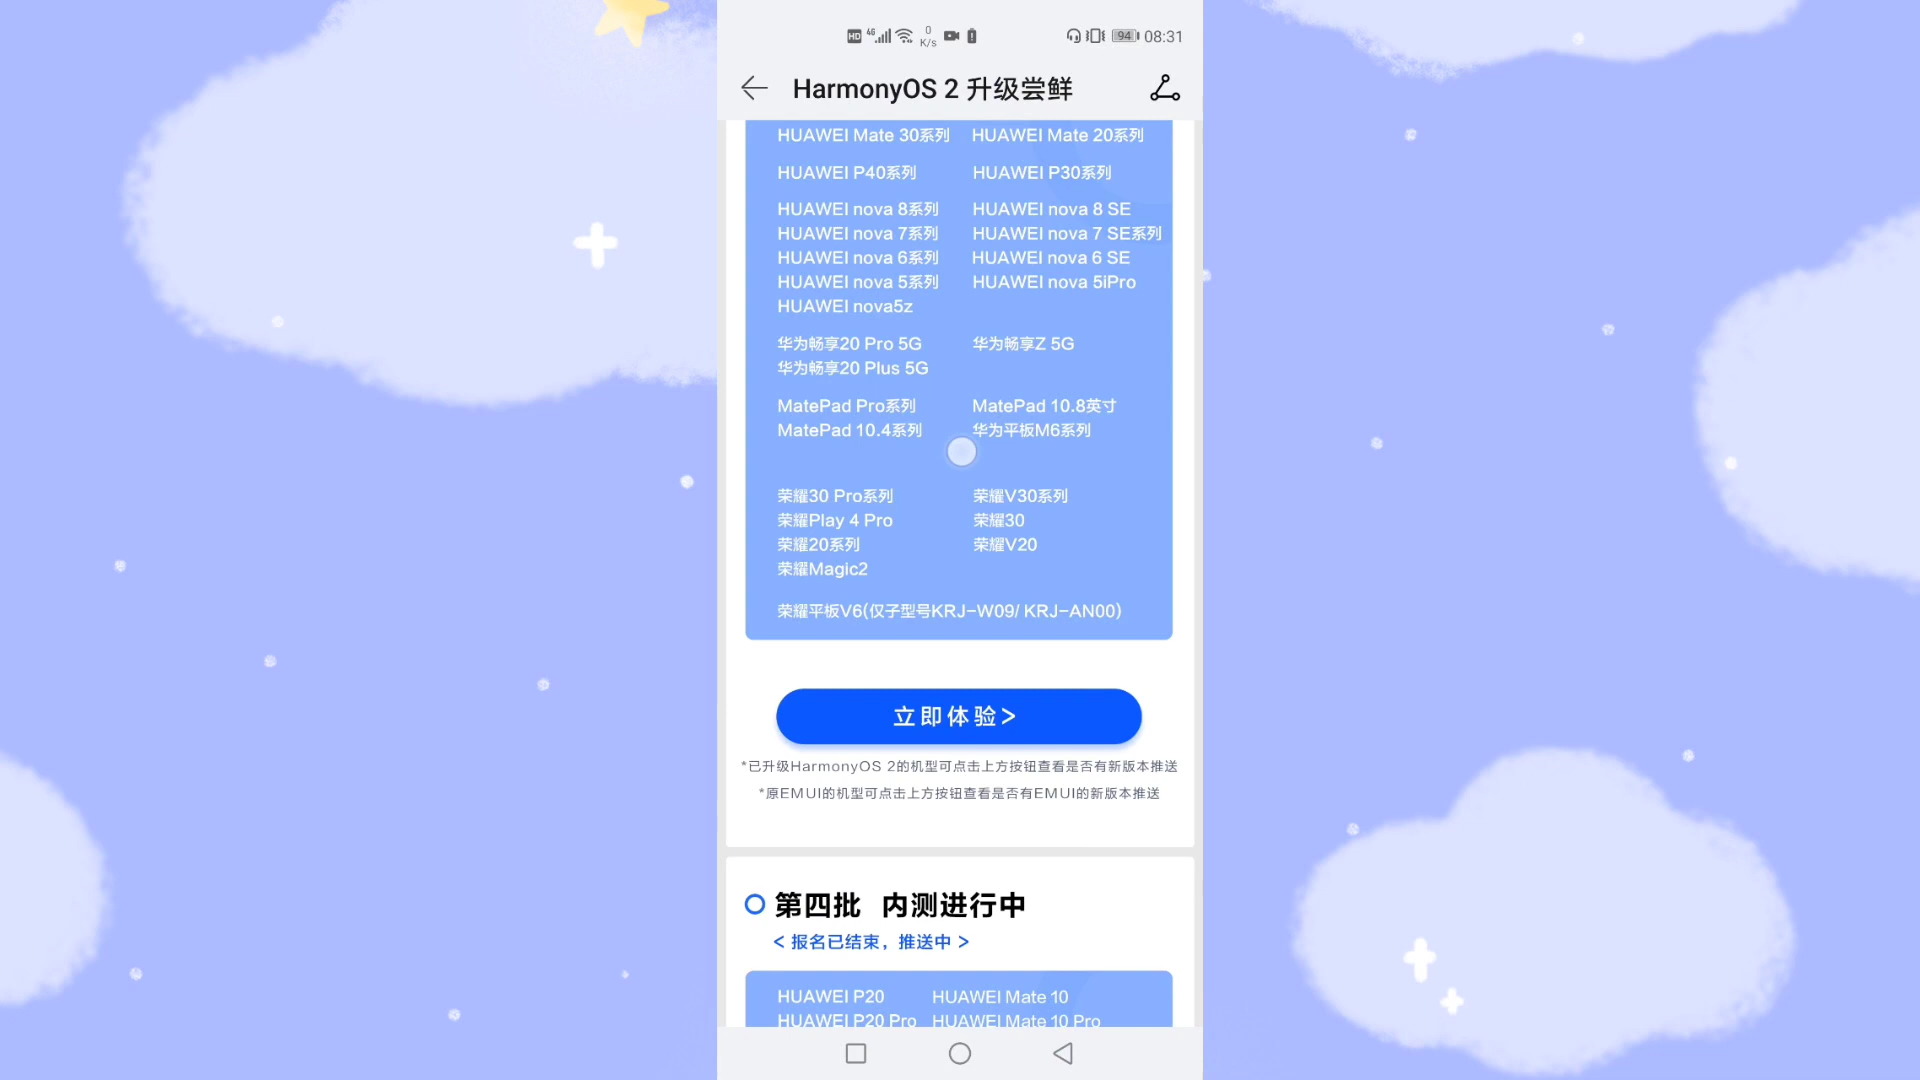 HD 4G 0 K/s 94 08:31
HarmonyOS 2 升级尝鲜
HUAWEI Mate 30系列 HUAWEI Mate 20系列
HUAWEI P40系列 HUAWEI P30系列
HUAWEI nova 8系列 HUAWEI nova 8 SE
HUAWEI nova 7系列 HUAWEI nova 7 SE系列
HUAWEI nova 6系列 HUAWEI nova 6 SE
HUAWEI nova 5系列 HUAWEI nova 5iPro
HUAWEI nova5z
华为畅享20 Pro 5G 华为畅享Z 5G
华为畅享20 Plus 5G
MatePad Pro系列 MatePad 10.8英寸
MatePad 10.4系列 华为平板M6系列
荣耀30 Pro系列 荣耀V30系列
荣耀Play 4 Pro 荣耀30
荣耀20系列 荣耀V20
荣耀Magic2
荣耀平板V6(仅子型号KRJ-W09/ KRJ-AN00)
立即体验>
*已升级HarmonyOS 2的机型可点击上方按钮查看是否有新版本推送
*原EMUI的机型可点击上方按钮查看是否有EMUI的新版本推送
第四批 内测进行中
< 报名已结束，推送中 >
HUAWEI P20 HUAWEI Mate 10
HUAWEI P20 Pro HUAWEI Mate 10 Pro